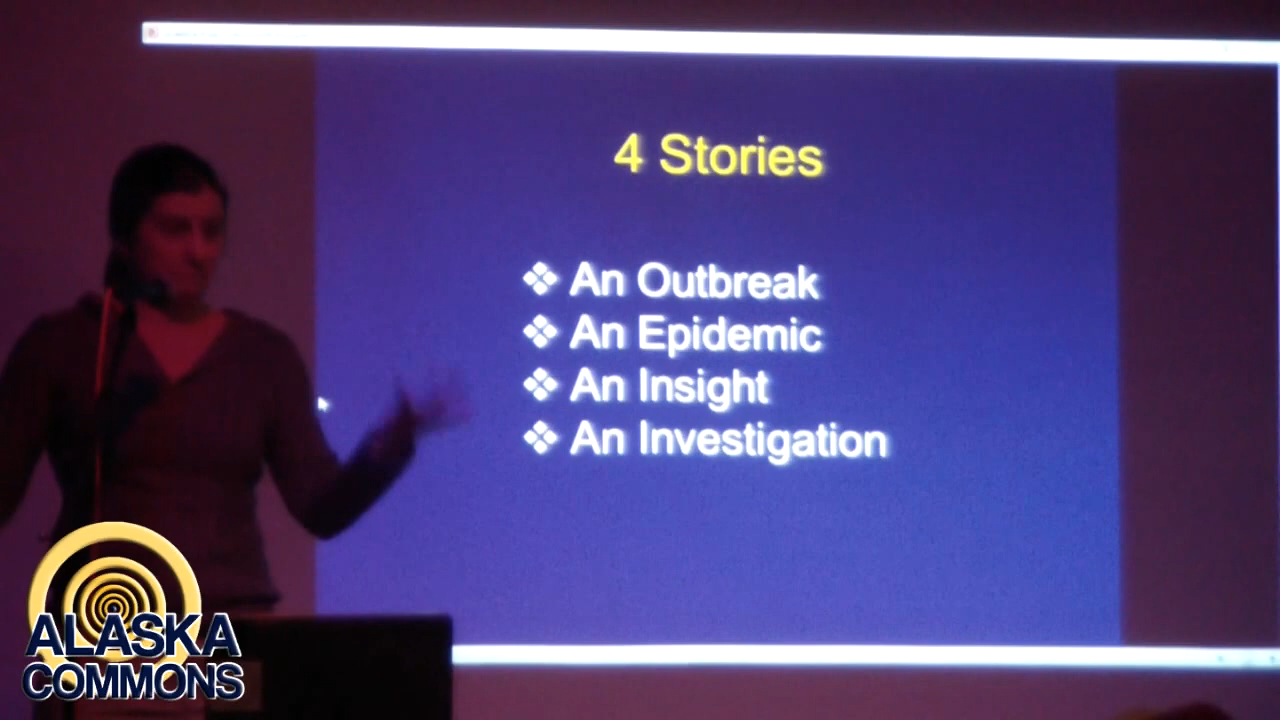 4 Stories
❖ An Outbreak
❖ An Epidemic
❖ An Insight
❖ An Investigation
ALASKA
COMMONS